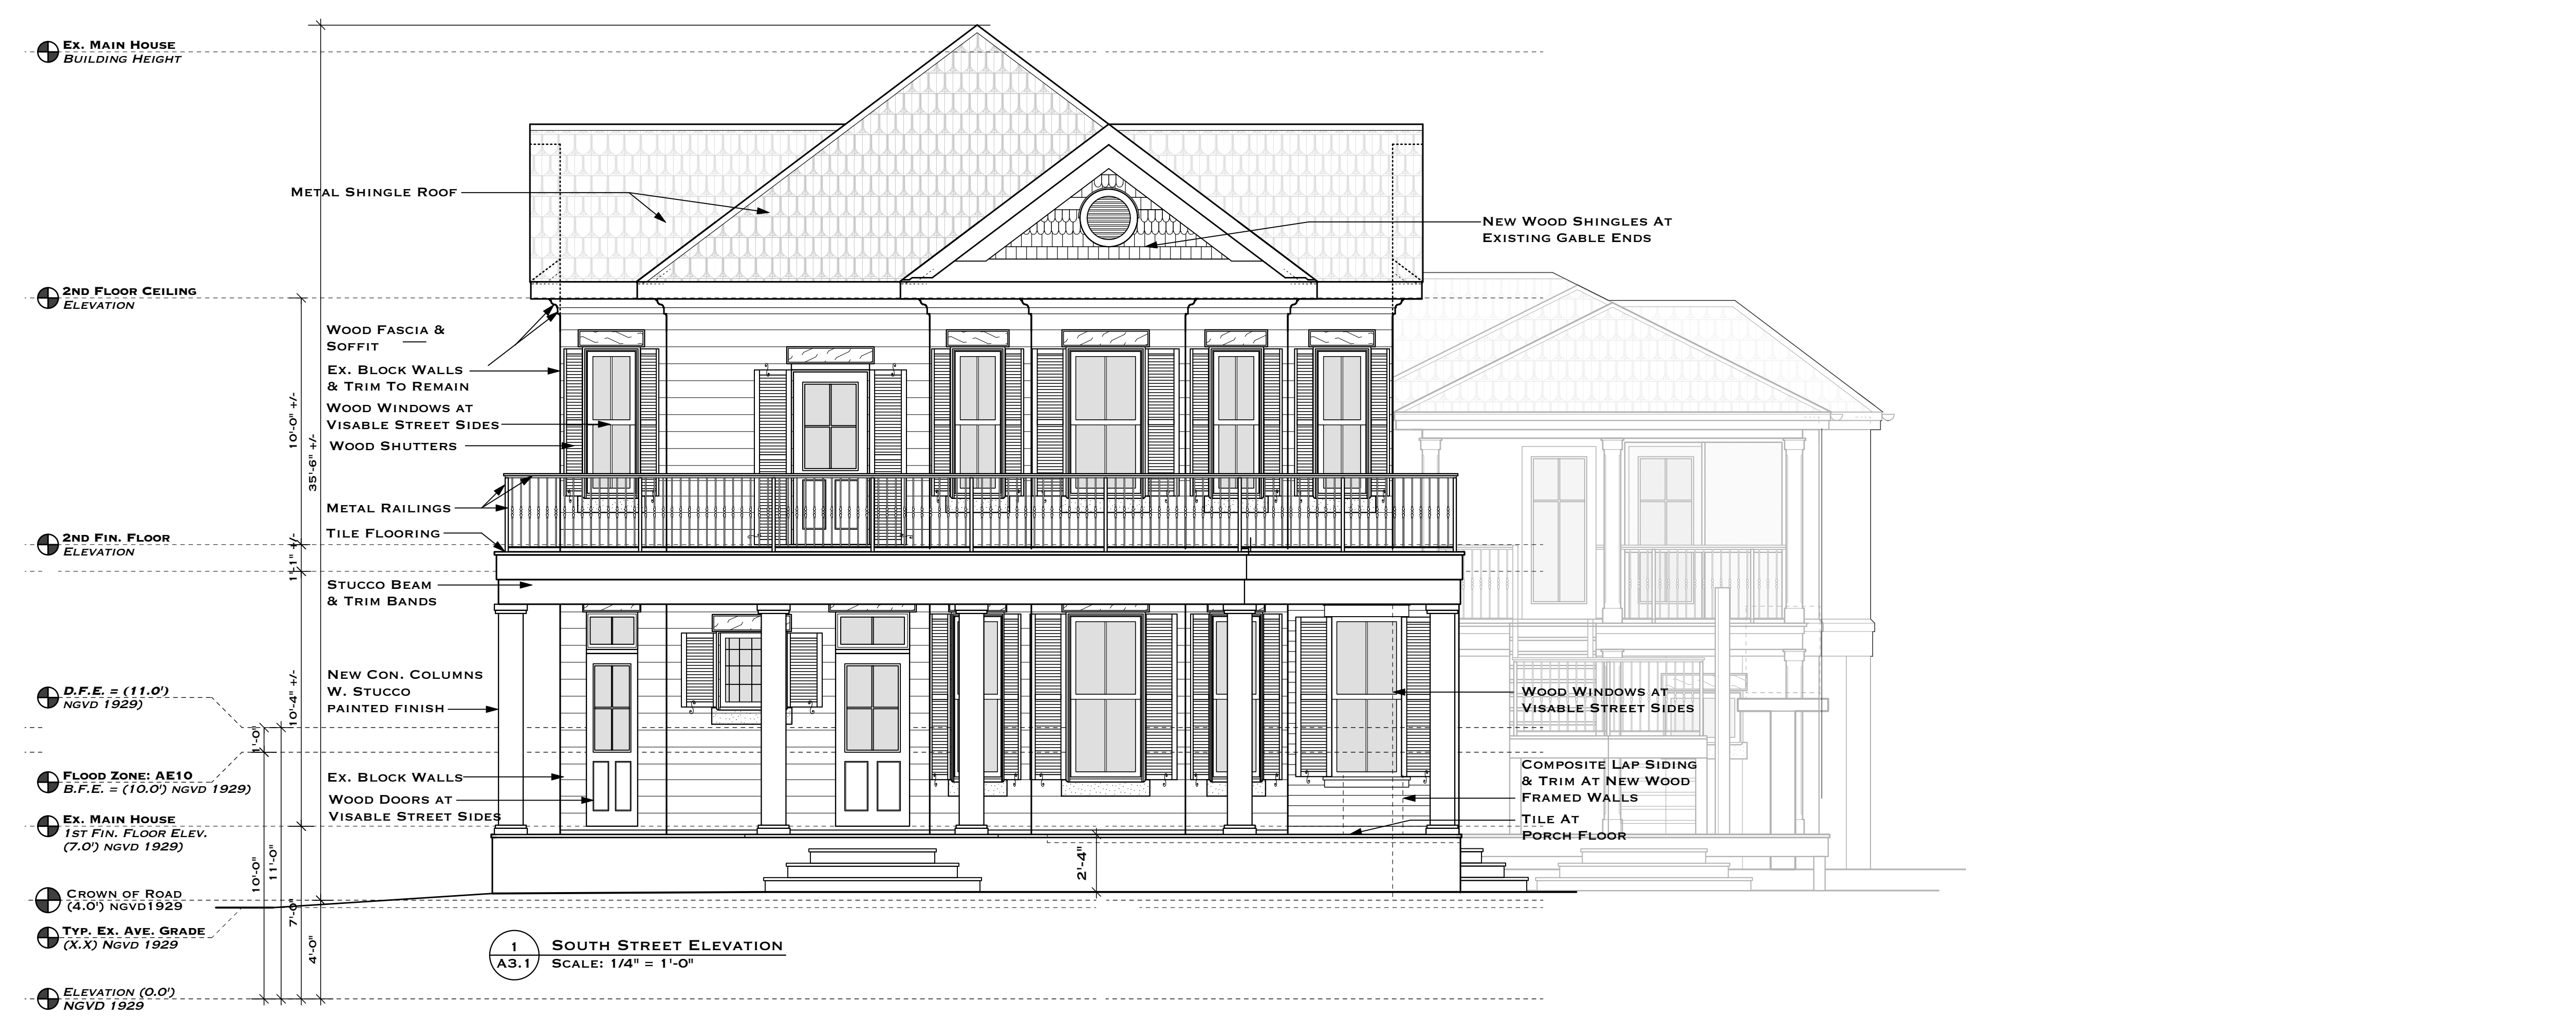 Ex. Main House
Building Height
2nd Floor Ceiling
Elevation
2nd Fin. Floor
Elevation
D.F.E. = (11.0')
NGVD 1929)
Flood Zone: AE10
B.F.E. = (10.0') NGVD 1929)
Ex. Main House
1st Fin. Floor Elev.
(7.0') NGVD 1929)
Crown of Road
(4.0') NGVD1929
Typ. Ex. Ave. Grade
(X.X) NGVD 1929
Elevation (0.0')
NGVD 1929
10'-0" +/-
35'-6" +/-
1'-1" +/-
10'-4" +/-
1'-0"
10'-0"
11'-0"
7'-0"
4'-0"
Metal Shingle Roof
Wood Fascia &
Soffit
Ex. Block Walls
& Trim To Remain
Wood Windows at
Visable Street Sides
Wood Shutters
Metal Railings
Tile Flooring
Stucco Beam
& Trim Bands
New Con. Columns
W. Stucco
painted finish
Ex. Block Walls
Wood Doors at
Visable Street Sides
New Wood Shingles At
Existing Gable Ends
Wood Windows at
Visable Street Sides
Composite Lap Siding
& Trim At New Wood
Framed Walls
Tile At
Porch Floor
2'-4"
1
A3.1
South Street Elevation
Scale: 1/4" = 1'-0"